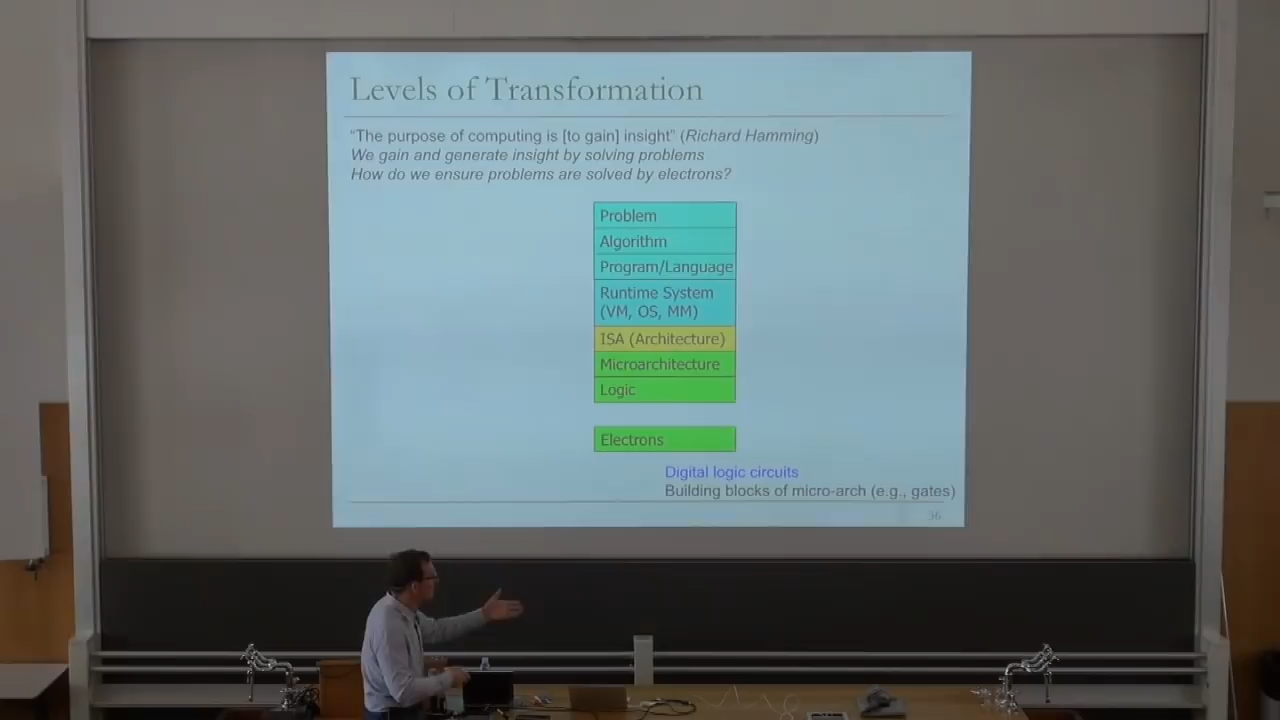 Levels of Transformation
“The purpose of computing is [to gain] insight” (Richard Hamming)
We gain and generate insight by solving problems
How do we ensure problems are solved by electrons?
Problem
Algorithm
Program/Language
Runtime System
(VM, OS, MM)
ISA (Architecture)
Microarchitecture
Logic
Electrons
Digital logic circuits
Building blocks of micro-arch (e.g., gates)
36